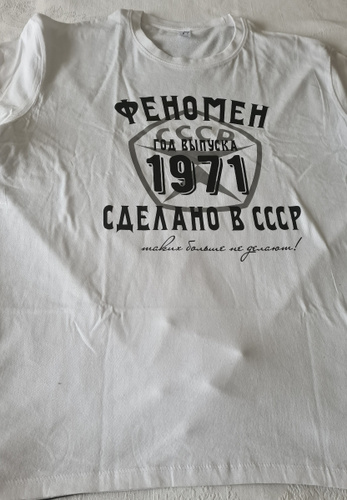 ФЕНОМЕН
СССР
ГОД ВЫПУСКА
1971
СДЕЛАНО В СССР
таких больше не делают!